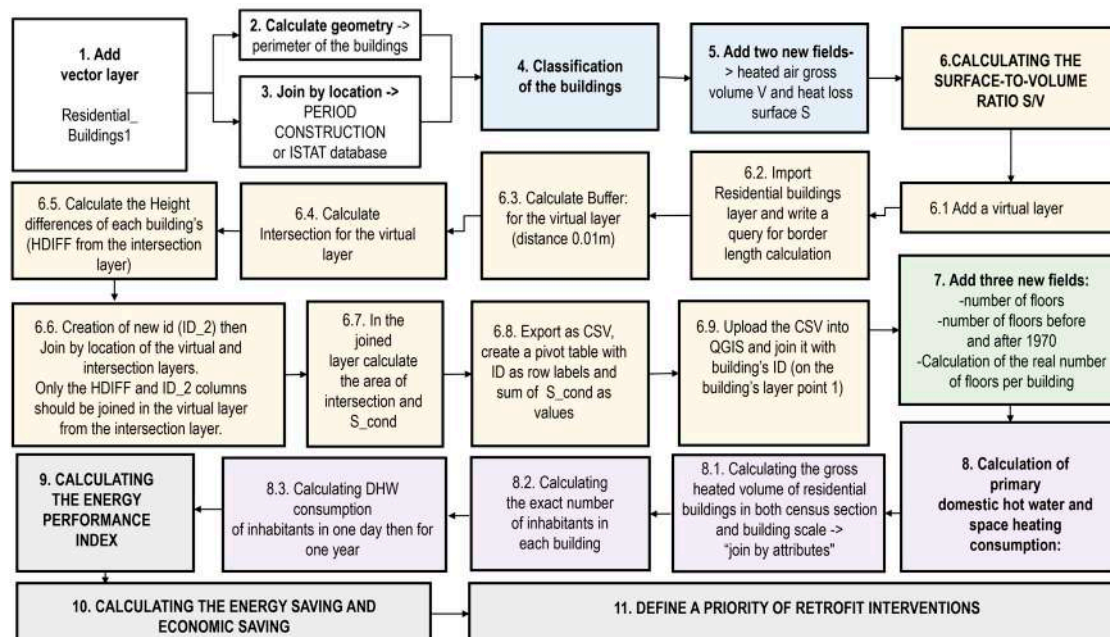 1. Add
vector layer
Residential_
Buildings1
2. Calculate geometry ->
perimeter of the buildings
3. Join by location ->
PERIOD
CONSTRUCTION
or ISTAT database
4. Classification
of the buildings
5. Add two new fields-
> heated air gross
volume V and heat loss
surface S
6.CALCULATING THE
SURFACE-TO-VOLUME
RATIO S/V
6.1 Add a virtual layer
6.2. Import
Residential buildings
layer and write a
query for border
length calculation
6.3. Calculate Buffer:
for the virtual layer
(distance 0.01m)
6.4. Calculate
Intersection for the virtual
layer
6.5. Calculate the Height
differences of each building's
(HDIFF from the intersection
layer)
6.6. Creation of new id (ID_2) then
Join by location of the virtual and
intersection layers.
Only the HDIFF and ID_2 columns
should be joined in the virtual layer
from the intersection layer.
6.7. In the
joined
layer calculate
the area of
intersection and
S_cond
6.8. Export as CSV,
create a pivot table with
ID as row labels and
sum of S_cond as
values
6.9. Upload the CSV into
QGIS and join it with
building's ID (on the
building's layer point 1)
7. Add three new fields:
-number of floors
-number of floors before
and after 1970
-Calculation of the real number
of floors per building
8. Calculation of
primary
domestic hot water and
space heating
consumption:
8.1. Calculating the gross
heated volume of residential
buildings in both census section
and building scale ->
“join by attributes"
8.2. Calculating
the exact number
of inhabitants in
each building
8.3. Calculating DHW
consumption
of inhabitants in one day then for
one year
9. CALCULATING
THE ENERGY
PERFORMANCE
INDEX
10. CALCULATING THE ENERGY SAVING AND
ECONOMIC SAVING
11. DEFINE A PRIORITY OF RETROFIT INTERVENTIONS